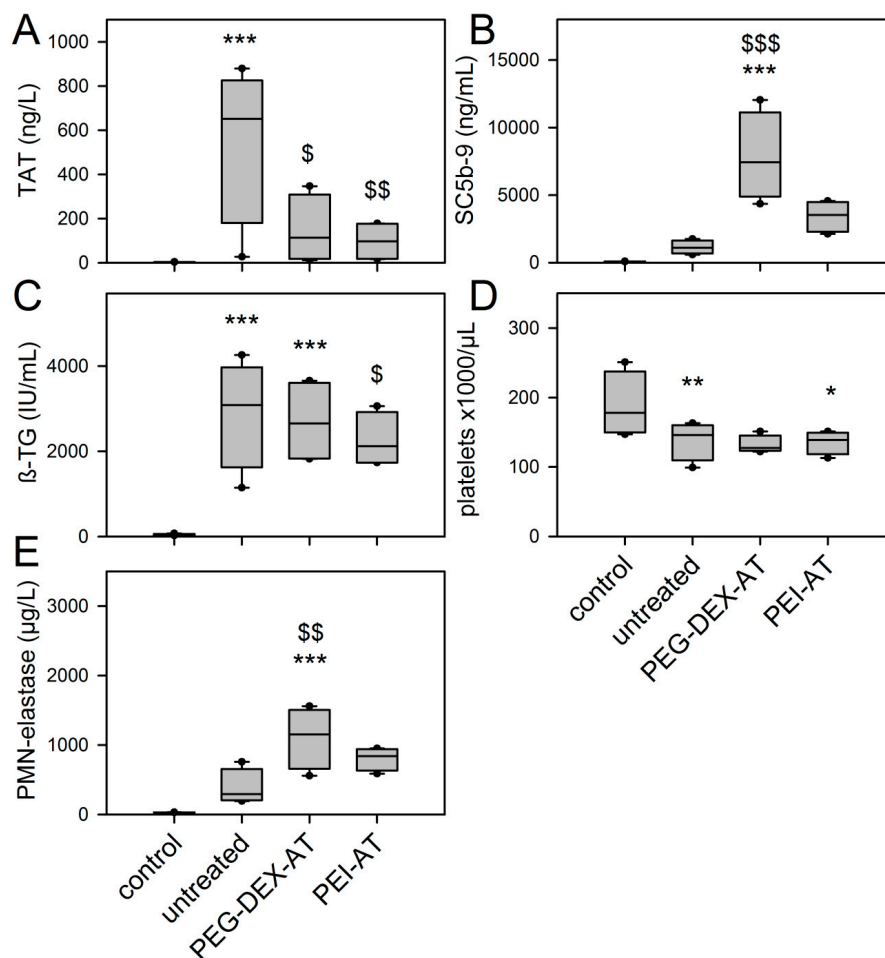 A
TAT (ng/L)
1000
800
600
400
200
0
***
$
$$
B
SC5b-9 (ng/mL)
15000
10000
5000
0
$$$
***
C
ß-TG (IU/mL)
4000
2000
0
***
***
$
D
platelets x1000/µL
300
200
100
0
**
*
control
untreated
PEG-DEX-AT
PEI-AT
E
PMN-elastase (µg/L)
3000
2000
1000
0
$$
***
control
untreated
PEG-DEX-AT
PEI-AT